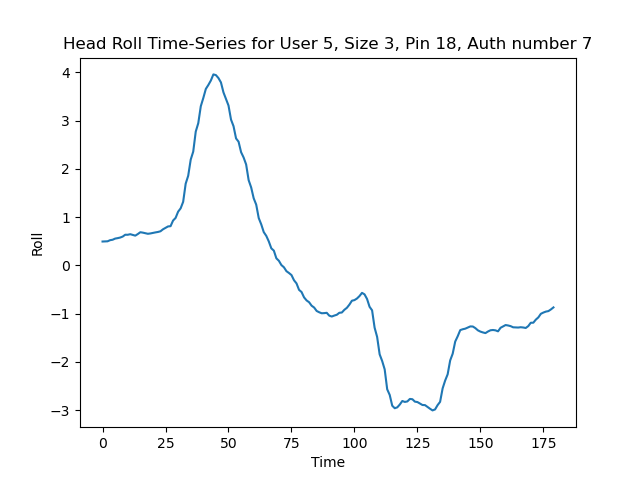 Head Roll Time-Series for User 5, Size 3, Pin 18, Auth number 7
4
3
2
1
0
−1
−2
−3
Roll
0 25 50 75 100 125 150 175
Time